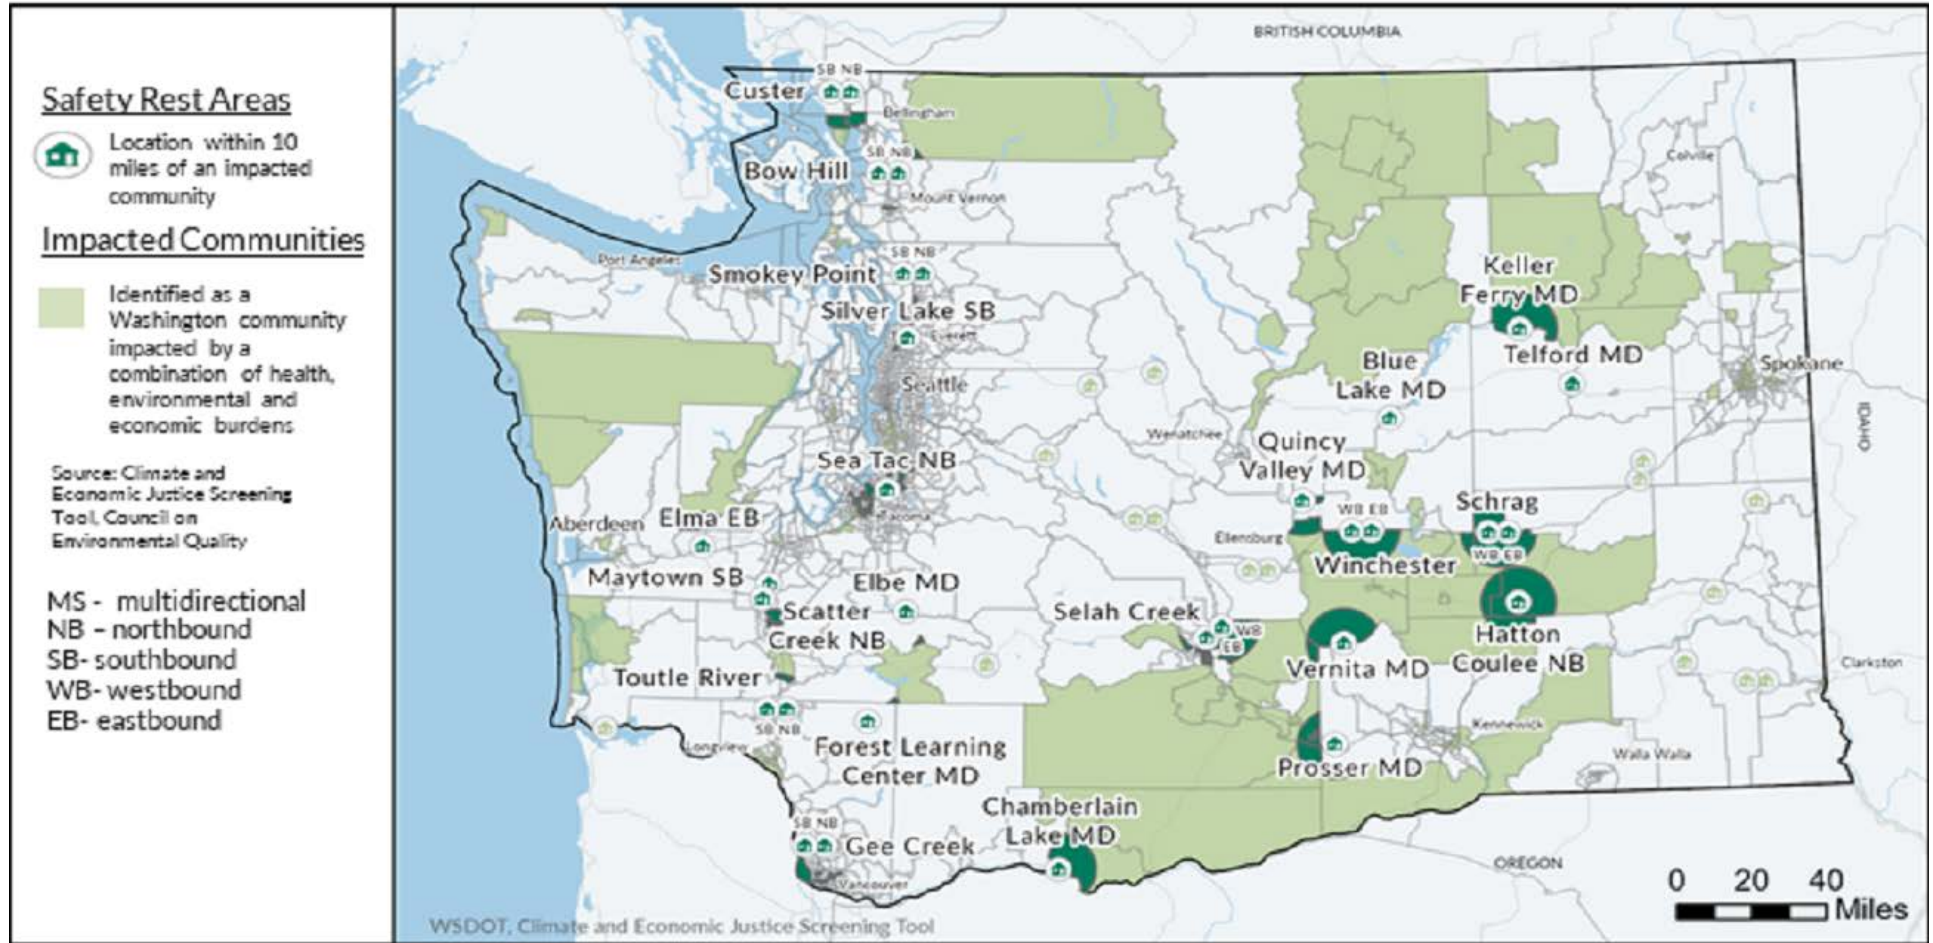 Safety Rest Areas
Location within 10
miles of an impacted
community
Impacted Communities
Identified as a
Washington community
impacted by a
combination of health,
environmental and
economic burdens
Source: Climate and
Economic Justice Screening
Tool, Council on
Environmental Quality
MS - multidirectional
NB – northbound
SB- southbound
WB- westbound
EB- eastbound
BRITISH COLUMBIA
SB NB
Custer
Bellingham
SB NB
Bow Hill
Mount Vernon
Colville
Port Angeles
SB NB
Smokey Point
Keller
Ferry MD
Silver Lake SB
Everett
Telford MD
Blue
Lake MD
Spokane
Seattle
IDAHO
Wenatchee
Quincy
Valley MD
Sea Tac NB
Tacoma
Schrag
WB EB
WB EB
Aberdeen
Elma EB
Ellensburg
Winchester
Maytown SB
Elbe MD
Scatter
Creek NB
Selah Creek
WB
EB
Hatton
Coulee NB
Vernita MD
Clarkston
Toutle River
SB NB
Kennewick
Longview
Forest Learning
Center MD
Walla Walla
Prosser MD
Chamberlain
Lake MD
SB NB
Gee Creek
Vancouver
OREGON
0 20 40
Miles
WSDOT, Climate and Economic Justice Screening Tool